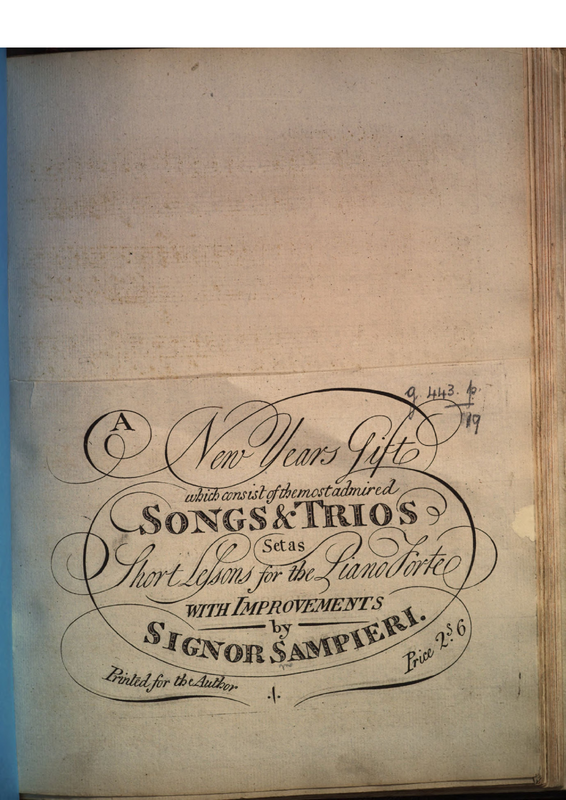 g. 443. p.
19
A
New Years Gift
which consist of the most admired
SONGS & TRIOS
Set as
Short Lessons for the Piano Forte
WITH IMPROVEMENTS
by
SIGNOR SAMPIERI.
Printed for the Author
Price 2s. 6
.1.